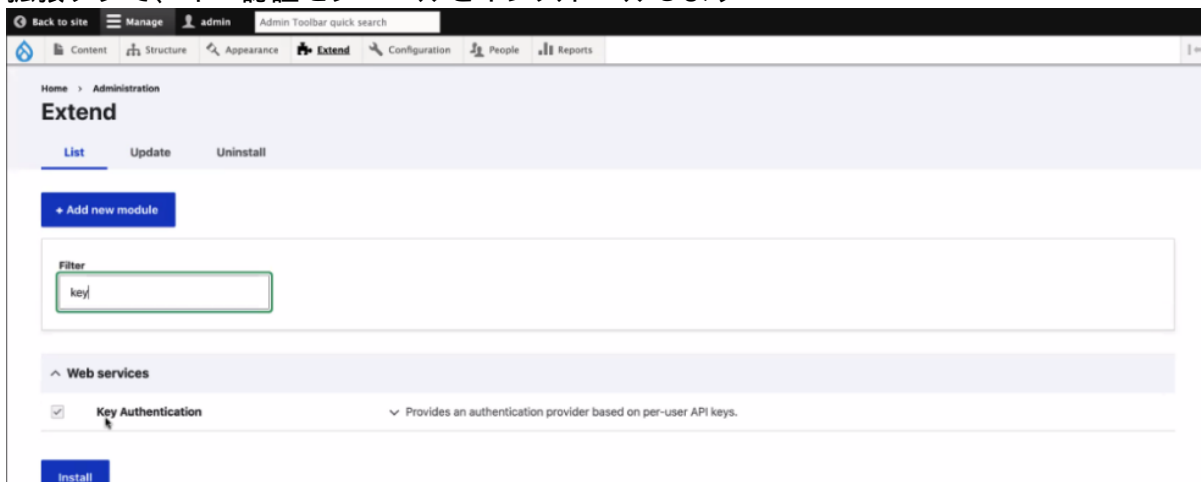 Back to site Manage admin Admin Toolbar quick search
Content Structure Appearance Extend Configuration People Reports
Home > Administration
Extend
List Update Uninstall
+ Add new module
Filter
key
Web services
Key Authentication Provides an authentication provider based on per-user API keys.
Install